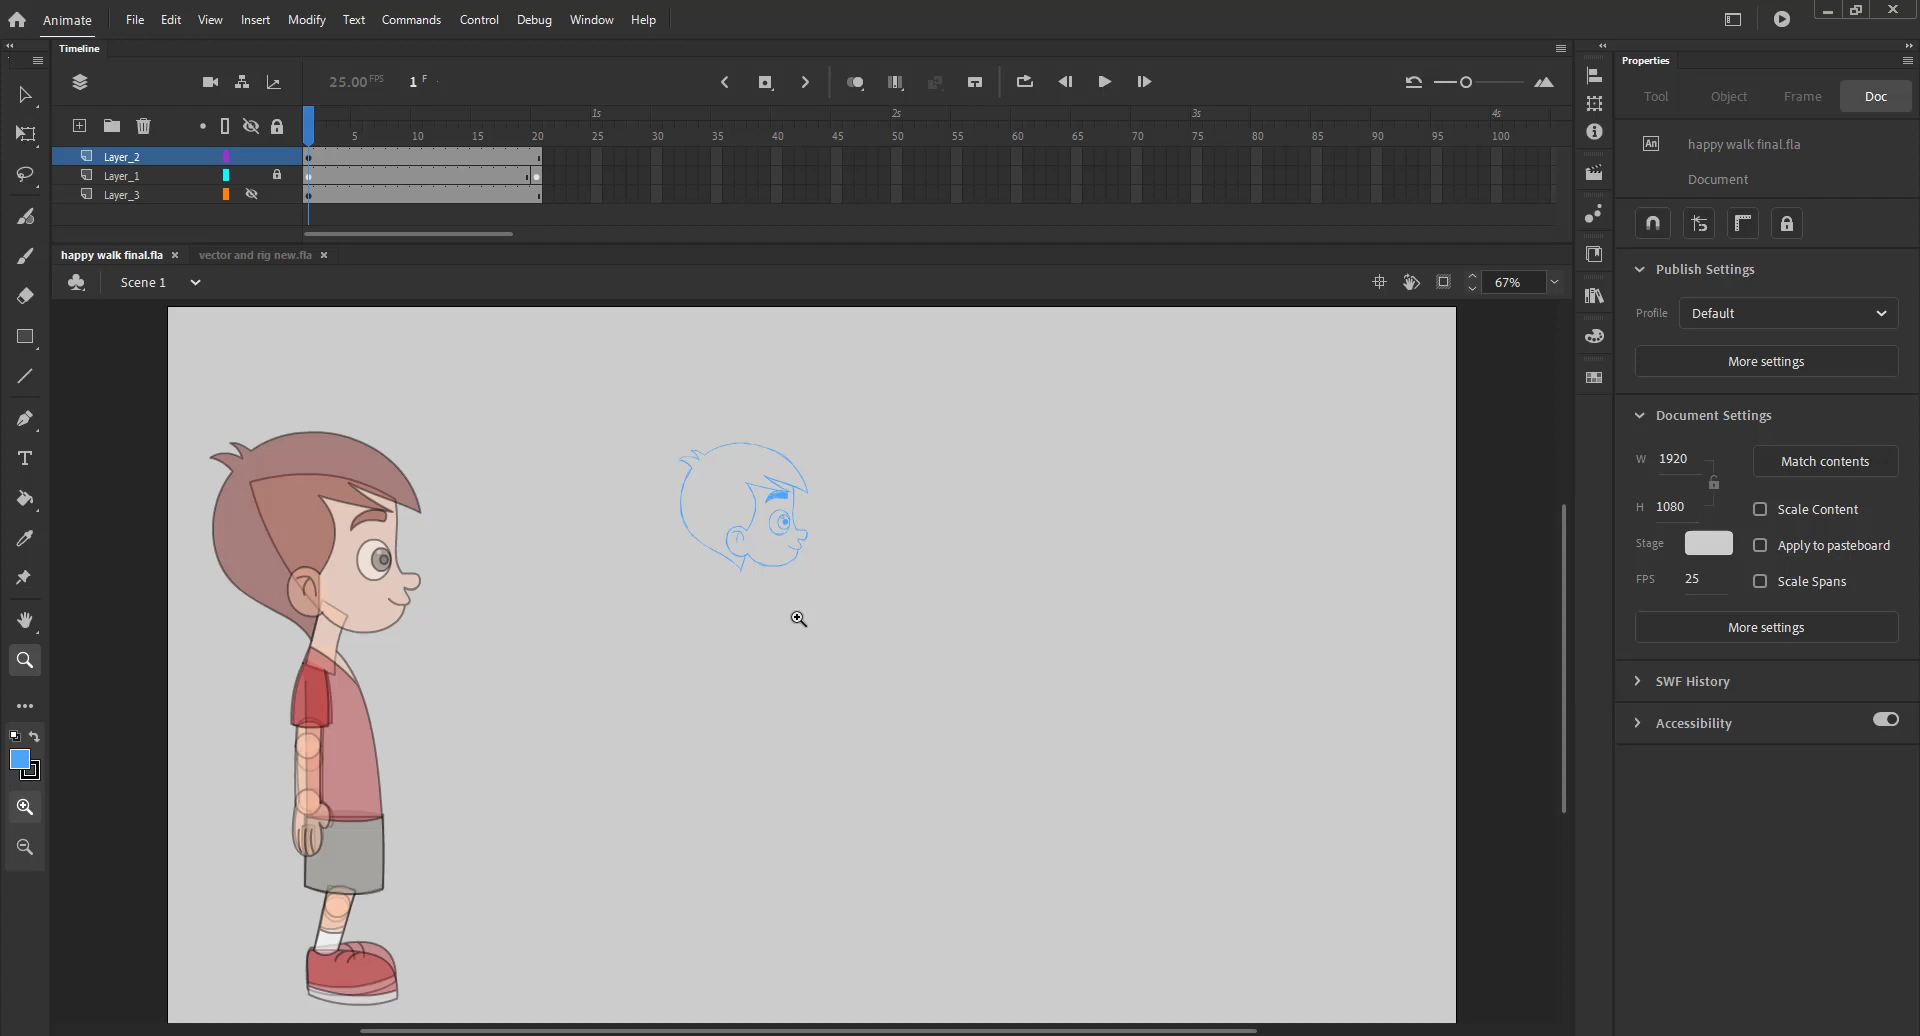 Animate File Edit View Insert Modify Text Commands Control Debug Window Help
Timeline
25.00 FPS 1 F
1s 2s 3s 4s
5 10 15 20 25 30 35 40 45 50 55 60 65 70 75 80 85 90 95 100
Layer_2
Layer_1
Layer_3
happy walk final.fla × vector and rig new.fla ×
Scene 1 67%
Properties
Tool Object Frame Doc
An happy walk final.fla
Document
Publish Settings
Profile Default
More settings
Document Settings
W 1920 Match contents
H 1080 Scale Content
Stage Apply to pasteboard
FPS 25 Scale Spans
More settings
SWF History
Accessibility